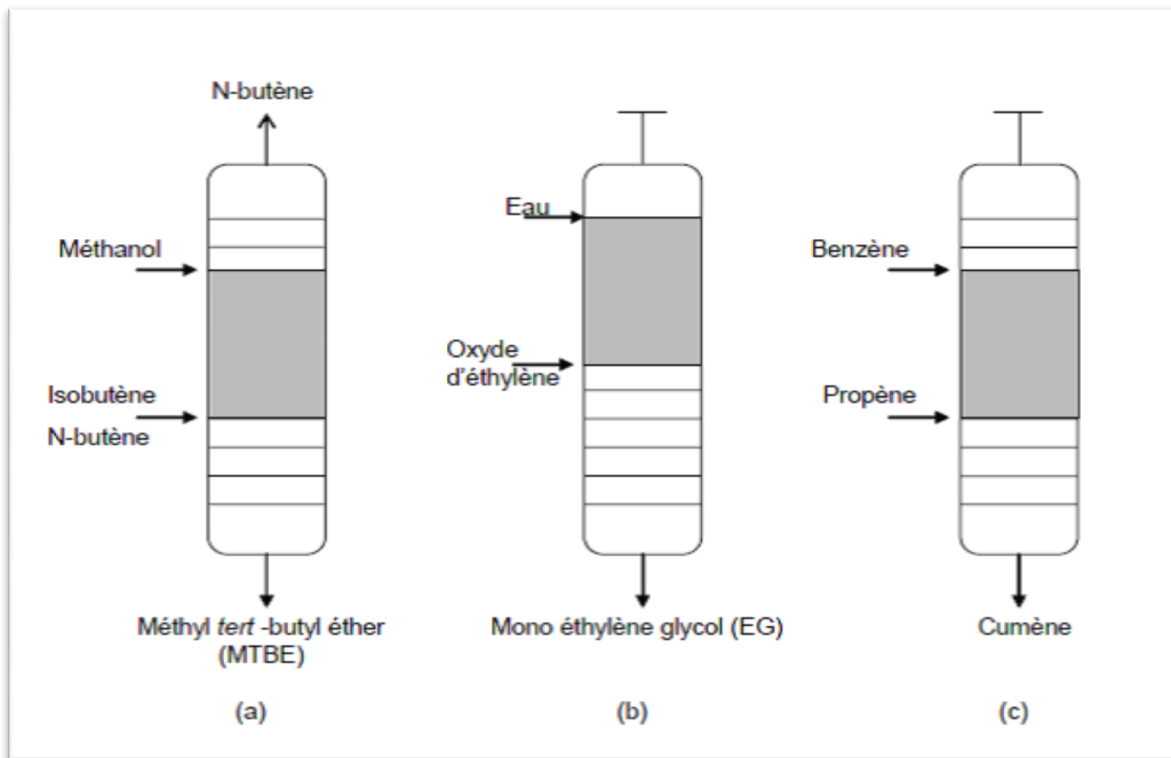 N-butène
Méthanol
Isobutène
N-butène
Méthyl tert -butyl éther
(MTBE)
(a)
Eau
Oxyde
d'éthylène
Mono éthylène glycol (EG)
(b)
Benzène
Propène
Cumène
(c)